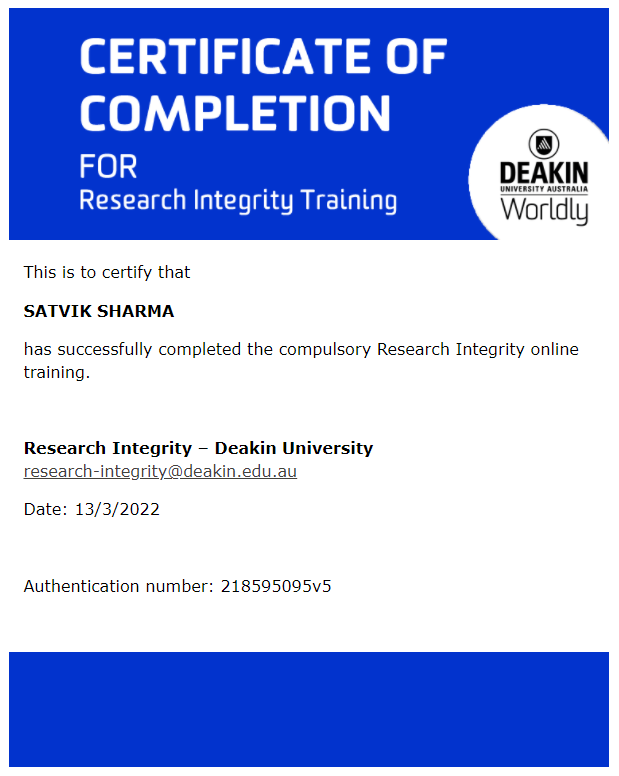 CERTIFICATE OF
COMPLETION
FOR
Research Integrity Training
DEAKIN
UNIVERSITY AUSTRALIA
Worldly
This is to certify that
SATVIK SHARMA
has successfully completed the compulsory Research Integrity online
training.
Research Integrity – Deakin University
research-integrity@deakin.edu.au
Date: 13/3/2022
Authentication number: 218595095v5